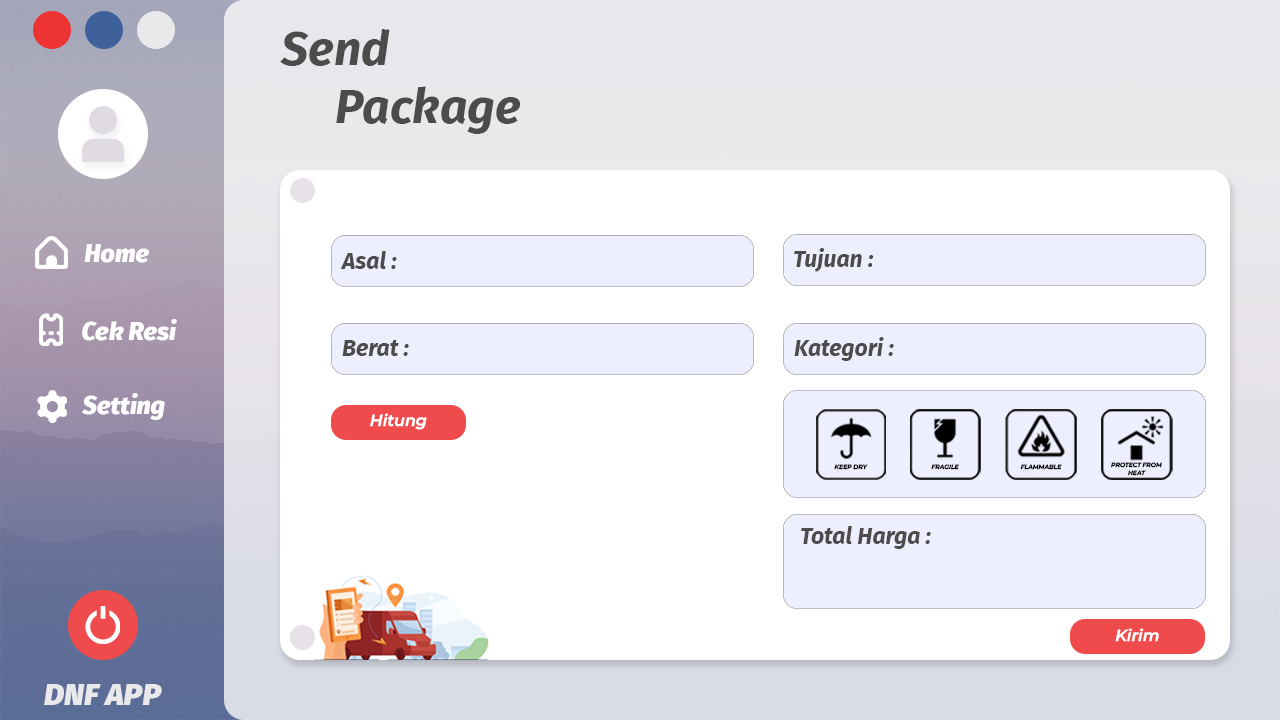 Send
Package
Home
Cek Resi
Setting
DNF APP
Asal :
Tujuan :
Berat :
Kategori :
Hitung
KEEP DRY
FRAGILE
FLAMMABLE
PROTECT FROM
HEAT
Total Harga :
Kirim